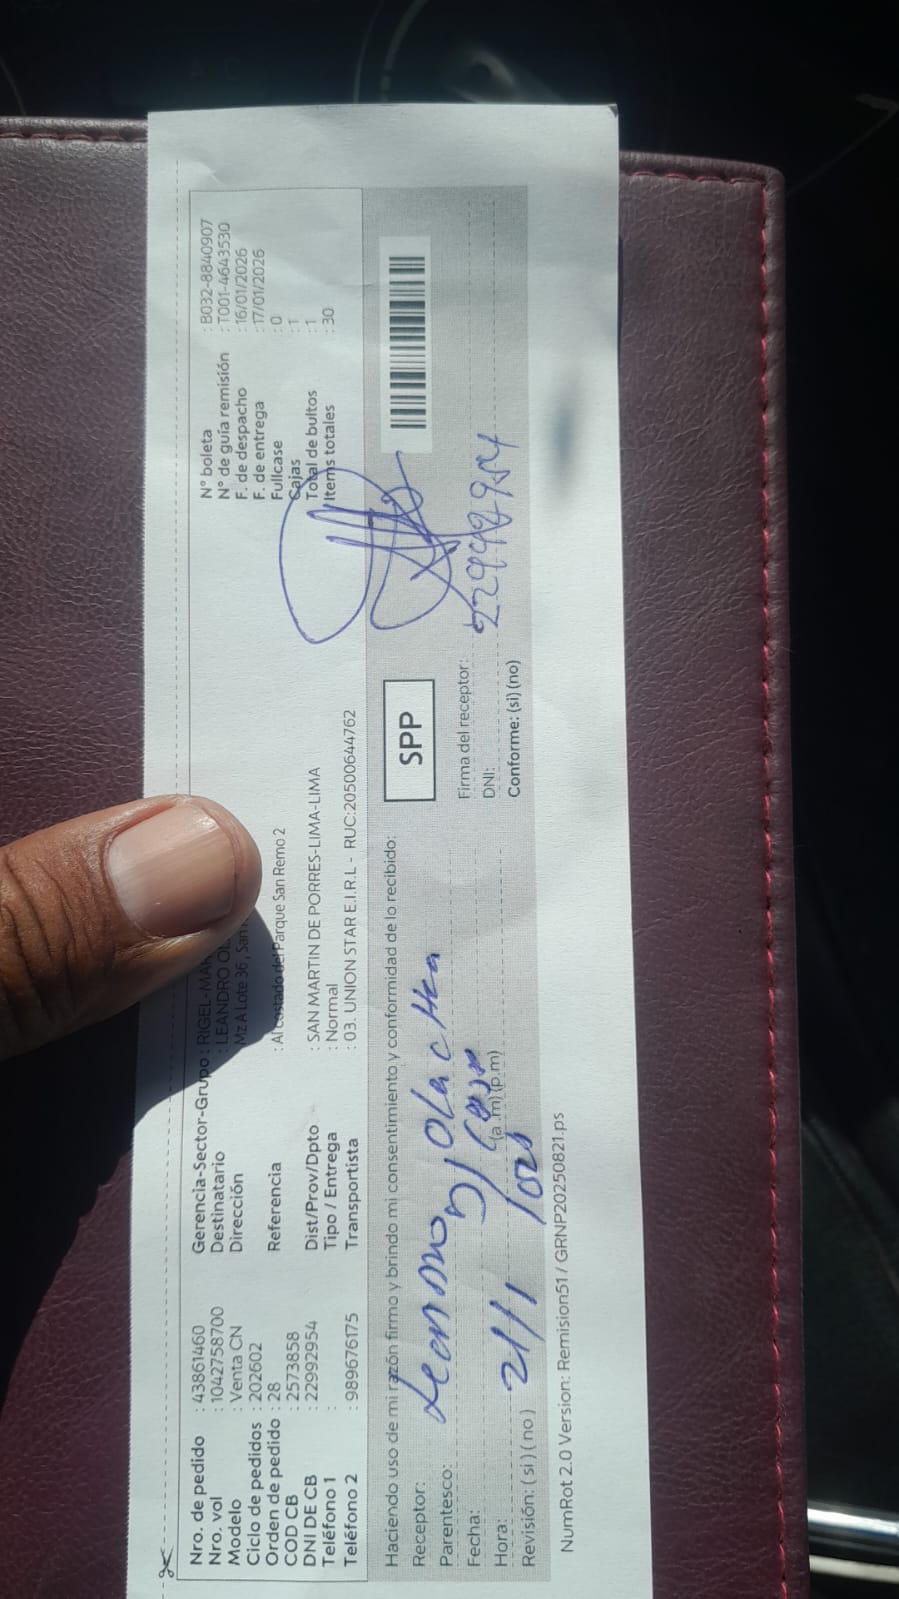 Nro. de pedido : 43861460
Nro. vol : 1042758700
Modelo : Venta CN
Ciclo de pedidos : 202602
Orden de pedido : 28
COD CB : 2573858
DNI DE CB : 22992954
Teléfono 1 :
Teléfono 2 : 989676175
Gerencia-Sector-Grupo : RIGEL-MAR
Destinatario : LEANDRO
Dirección Mz A Lote 36 , San
Referencia : Al costado del Parque San Remo 2
Dist/Prov/Dpto : SAN MARTIN DE PORRES-LIMA-LIMA
Tipo / Entrega : Normal
Transportista : 03. UNION STAR E.I.R.L - RUC:20500644762
N° boleta : B032-8840907
N° de guía remisión : T001-4643530
F. de despacho : 16/01/2026
F. de entrega : 17/01/2026
Fullcase : 0
Cajas : 1
Total de bultos : 1
Items totales : 30
Haciendo uso de mi razón firmo y brindo mi consentimiento y conformidad de lo recibido:
SPP
Receptor:
Parentesco:
Fecha: 21/1
Hora: (a .m) (p.m)
Revisión: ( si ) ( no )
Firma del receptor:
DNI: 22992954
Conforme: (si) (no)
NumRot 2.0 Version: Remision51 / GRNP20250821.ps